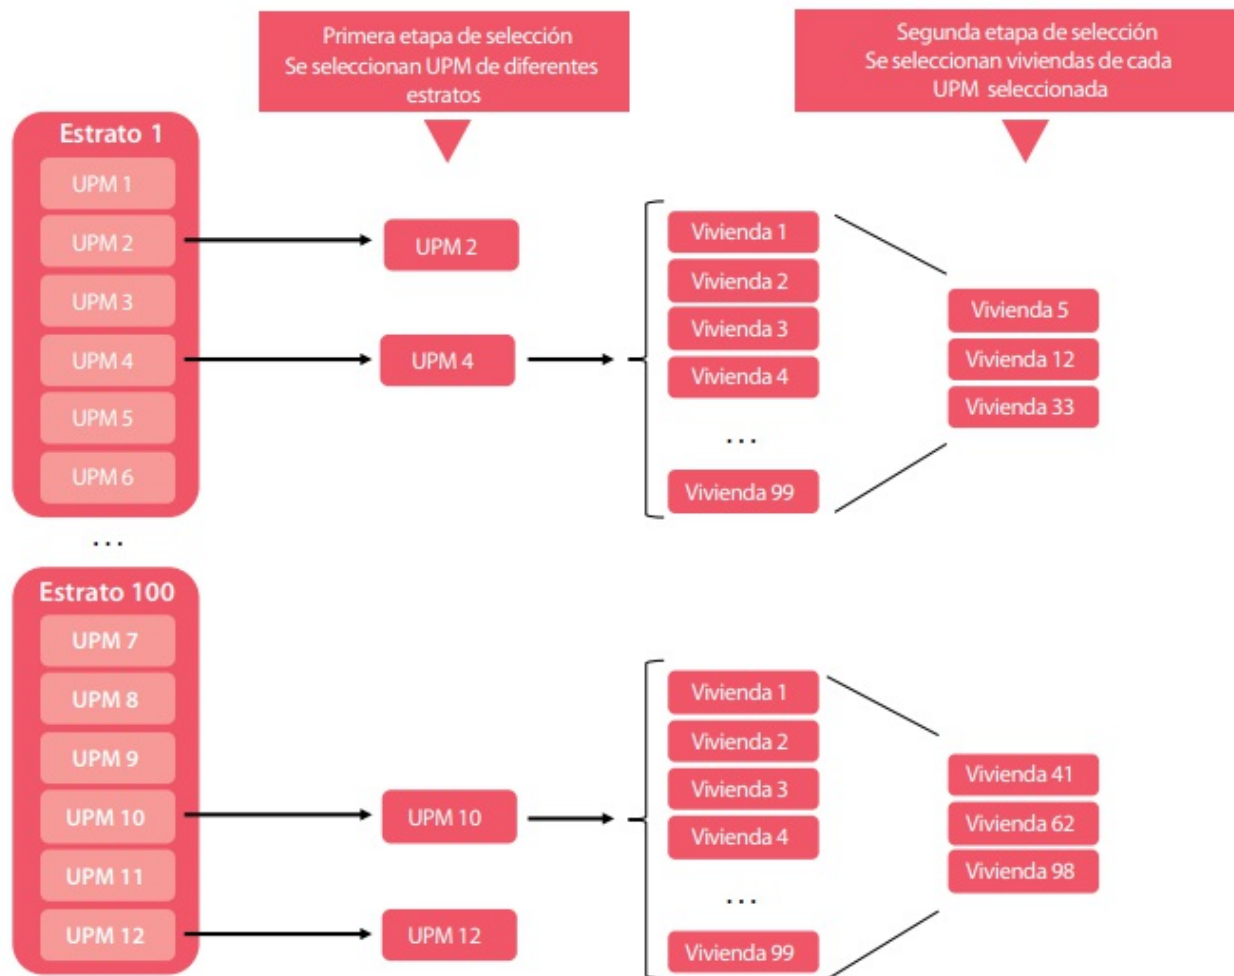 Primera etapa de selección
Se seleccionan UPM de diferentes
estratos
Segunda etapa de selección
Se seleccionan viviendas de cada
UPM seleccionada
Estrato 1
UPM 1
UPM 2
UPM 3
UPM 4
UPM 5
UPM 6
UPM 2
UPM 4
Vivienda 1
Vivienda 2
Vivienda 3
Vivienda 4
...
Vivienda 99
Vivienda 5
Vivienda 12
Vivienda 33
...
Estrato 100
UPM 7
UPM 8
UPM 9
UPM 10
UPM 11
UPM 12
UPM 10
UPM 12
Vivienda 1
Vivienda 2
Vivienda 3
Vivienda 4
...
Vivienda 99
Vivienda 41
Vivienda 62
Vivienda 98